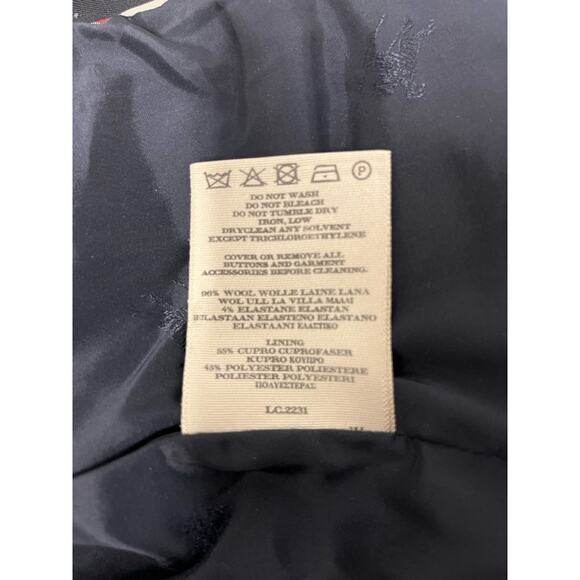 P
DO NOT WASH
DO NOT BLEACH
DO NOT TUMBLE DRY
IRON, LOW
DRYCLEAN ANY SOLVENT
EXCEPT TRICHLOROETHYLENE
COVER OR REMOVE ALL
BUTTONS AND GARMENT
ACCESSORIES BEFORE CLEANING.
96% WOOL WOLLE LAINE LANA
WOL ULL LA VILLA ΜΑΛΛΙ
4% ELASTANE ELASTAN
ELASTAAN ELASTENO ELASTANO
ELASTAANI ΕΛΑΣΤΙΚΟ
LINING
55% CUPRO CUPROFASER
KUPRO ΚΟΥΠΡΟ
45% POLYESTER POLIESTERE
POLIESTER POLYESTERI
ΠΟΛΥΕΣΤΕΡΑΣ
LC.2231